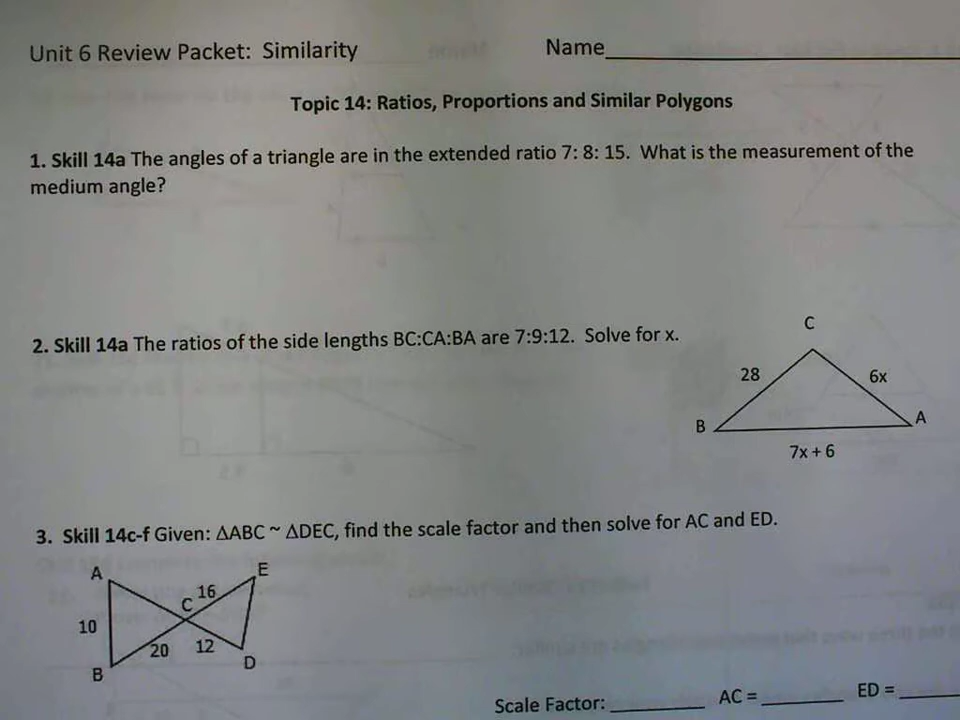 Unit 6 Review Packet: Similarity Name
Topic 14: Ratios, Proportions and Similar Polygons
1. Skill 14a The angles of a triangle are in the extended ratio 7: 8: 15. What is the measurement of the
medium angle?
2. Skill 14a The ratios of the side lengths BC:CA:BA are 7:9:12. Solve for x.
C
28
6x
B
A
7x + 6
3. Skill 14c-f Given: ΔABC ~ ΔDEC, find the scale factor and then solve for AC and ED.
A
E
16
C
10
20
12
B
D
Scale Factor: AC = ED =